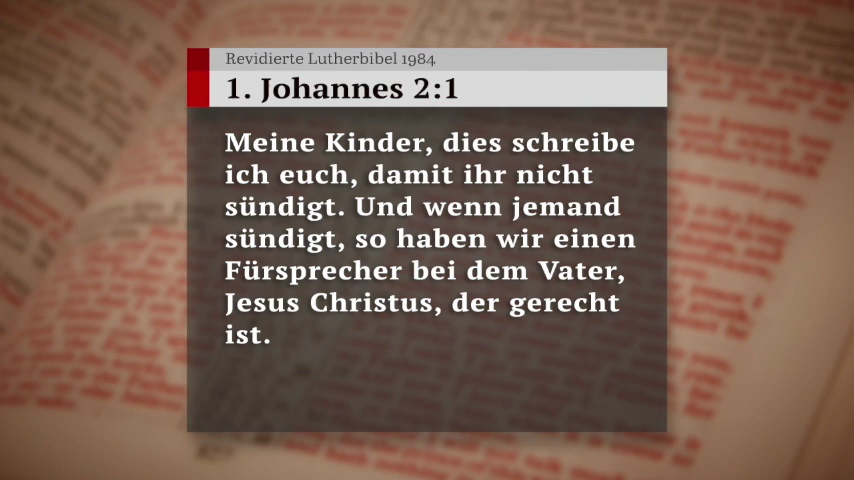 Revidierte Lutherbibel 1984
1. Johannes 2:1
Meine Kinder, dies schreibe
ich euch, damit ihr nicht
sündigt. Und wenn jemand
sündigt, so haben wir einen
Fürsprecher bei dem Vater,
Jesus Christus, der gerecht
ist.